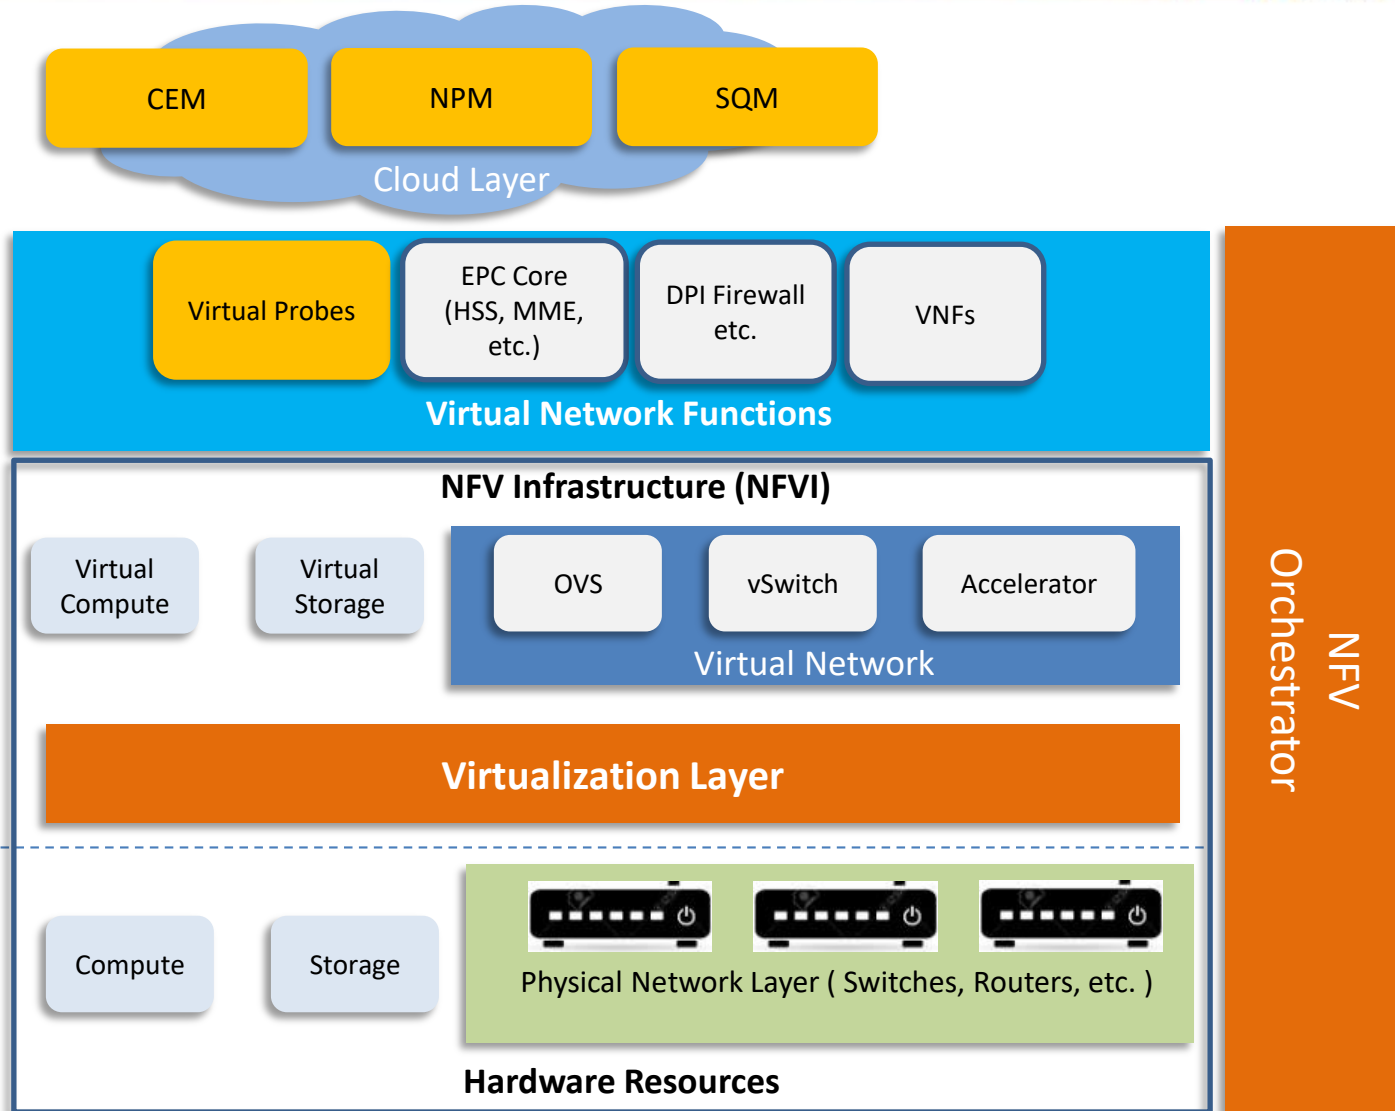 CEM
NPM
SQM
Cloud Layer
Virtual Probes
EPC Core
(HSS, MME,
etc.)
DPI Firewall
etc.
VNFs
Virtual Network Functions
NFV Infrastructure (NFVI)
Virtual
Compute
Virtual
Storage
OVS
vSwitch
Accelerator
Virtual Network
Virtualization Layer
Compute
Storage
Physical Network Layer ( Switches, Routers, etc. )
Hardware Resources
NFV
Orchestrator